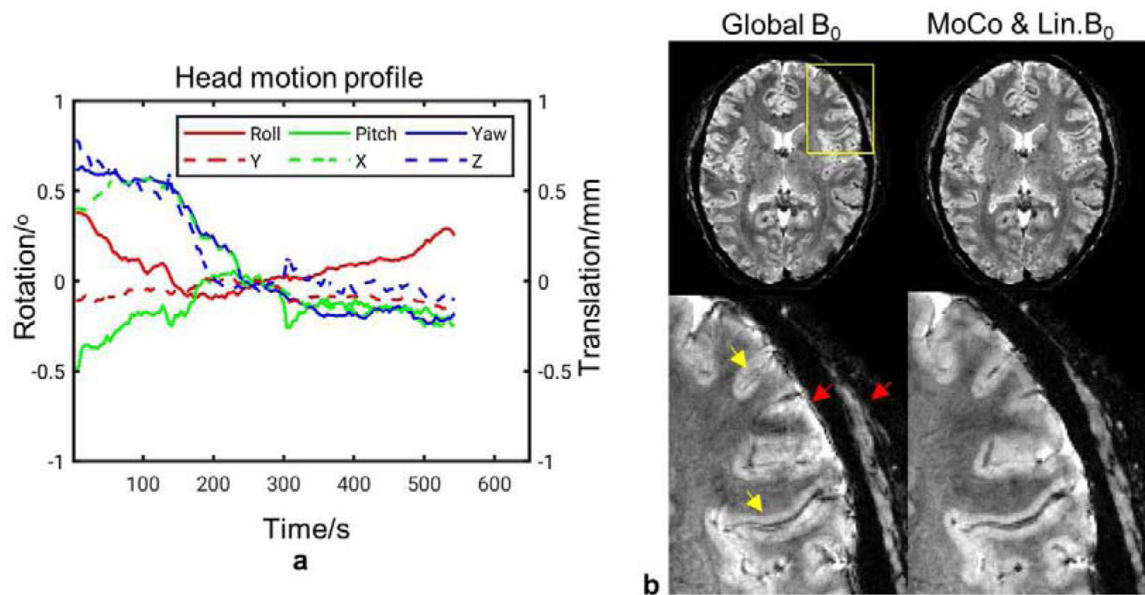 Head motion profile
1
0.5
0
-0.5
-1
Rotation/°
Roll Pitch Yaw
Y X Z
1
0.5
0
-0.5
-1
Translation/mm
100 200 300 400 500 600
Time/s
a
Global B₀ MoCo & Lin.B₀
b